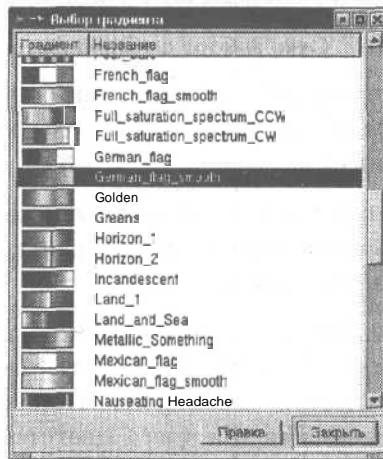 Выбор градиента
Градиент Название
French_flag
French_flag_smooth
Full_saturation_spectrum_CCW
Full_saturation_spectrum_CW
German_flag
German_flag_smooth
Golden
Greens
Horizon_1
Horizon_2
Incandescent
Land_1
Land_and_Sea
Metallic_Something
Mexican_flag
Mexican_flag_smooth
Nauseating Headache
Правка
Закрыть